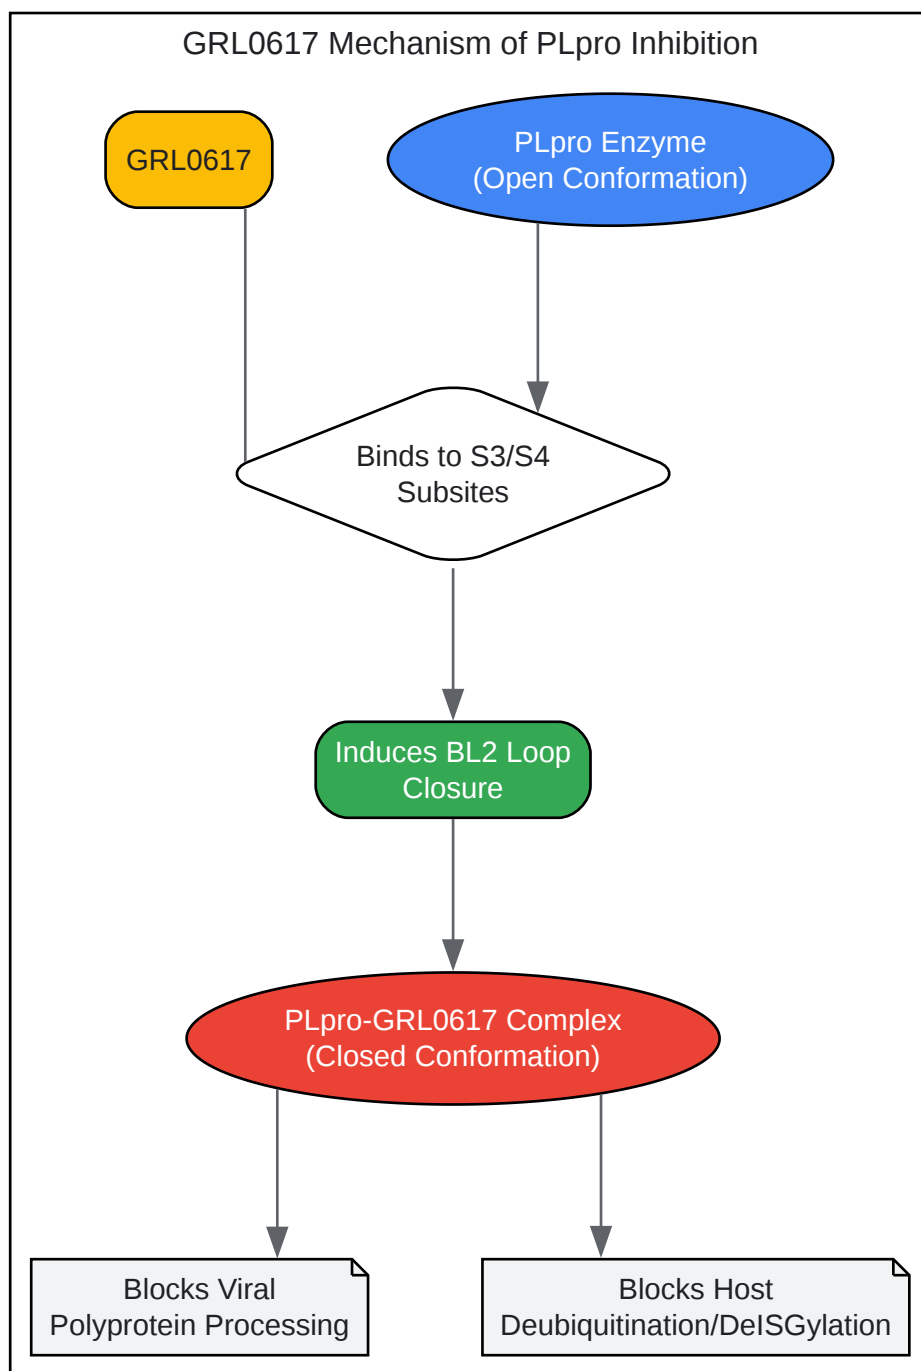 GRL0617 Mechanism of PLpro Inhibition
GRL0617
PLpro Enzyme
(Open Conformation)
Binds to S3/S4
Subsites
Induces BL2 Loop
Closure
PLpro-GRL0617 Complex
(Closed Conformation)
Blocks Viral
Polyprotein Processing
Blocks Host
Deubiquitination/DeISGylation